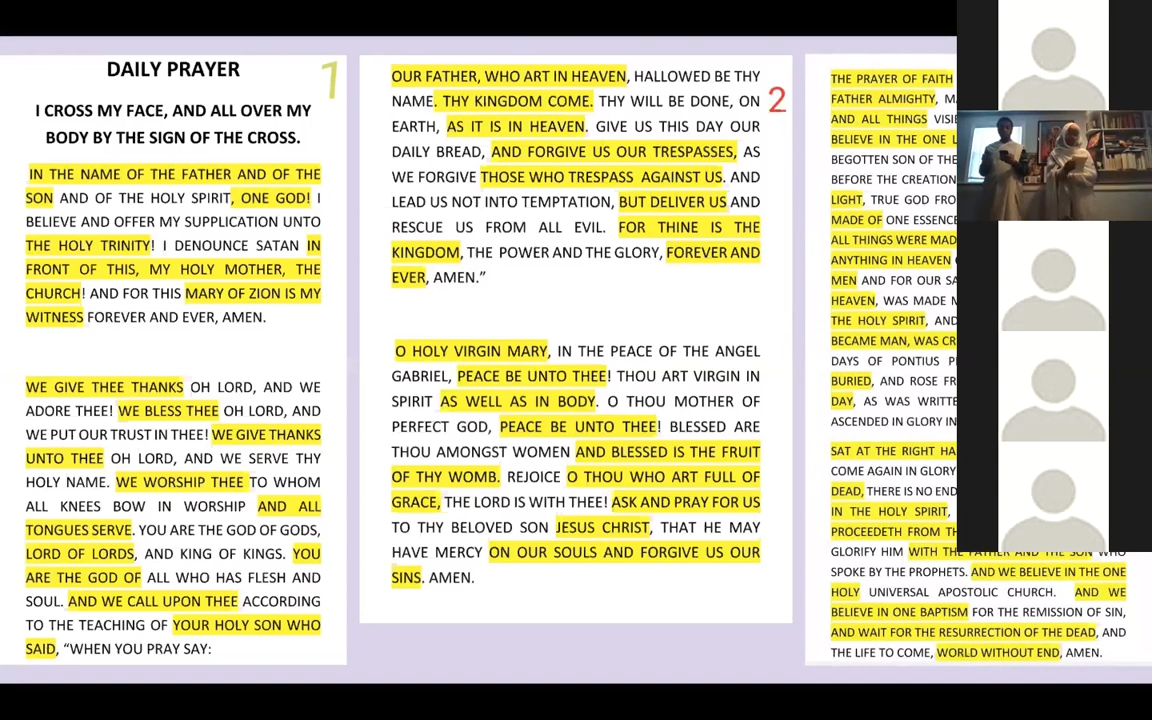 DAILY PRAYER
1
I CROSS MY FACE, AND ALL OVER MY
BODY BY THE SIGN OF THE CROSS.
IN THE NAME OF THE FATHER AND OF THE
SON AND OF THE HOLY SPIRIT, ONE GOD! I
BELIEVE AND OFFER MY SUPPLICATION UNTO
THE HOLY TRINITY! I DENOUNCE SATAN IN
FRONT OF THIS, MY HOLY MOTHER, THE
CHURCH! AND FOR THIS MARY OF ZION IS MY
WITNESS FOREVER AND EVER, AMEN.
WE GIVE THEE THANKS OH LORD, AND WE
ADORE THEE! WE BLESS THEE OH LORD, AND
WE PUT OUR TRUST IN THEE! WE GIVE THANKS
UNTO THEE OH LORD, AND WE SERVE THY
HOLY NAME. WE WORSHIP THEE TO WHOM
ALL KNEES BOW IN WORSHIP AND ALL
TONGUES SERVE. YOU ARE THE GOD OF GODS,
LORD OF LORDS, AND KING OF KINGS. YOU
ARE THE GOD OF ALL WHO HAS FLESH AND
SOUL. AND WE CALL UPON THEE ACCORDING
TO THE TEACHING OF YOUR HOLY SON WHO
SAID, “WHEN YOU PRAY SAY:
OUR FATHER, WHO ART IN HEAVEN, HALLOWED BE THY
NAME. THY KINGDOM COME. THY WILL BE DONE, ON
2
EARTH, AS IT IS IN HEAVEN. GIVE US THIS DAY OUR
DAILY BREAD, AND FORGIVE US OUR TRESPASSES, AS
WE FORGIVE THOSE WHO TRESPASS AGAINST US. AND
LEAD US NOT INTO TEMPTATION, BUT DELIVER US AND
RESCUE US FROM ALL EVIL. FOR THINE IS THE
KINGDOM, THE POWER AND THE GLORY, FOREVER AND
EVER, AMEN.”
O HOLY VIRGIN MARY, IN THE PEACE OF THE ANGEL
GABRIEL, PEACE BE UNTO THEE! THOU ART VIRGIN IN
SPIRIT AS WELL AS IN BODY. O THOU MOTHER OF
PERFECT GOD, PEACE BE UNTO THEE! BLESSED ARE
THOU AMONGST WOMEN AND BLESSED IS THE FRUIT
OF THY WOMB. REJOICE O THOU WHO ART FULL OF
GRACE, THE LORD IS WITH THEE! ASK AND PRAY FOR US
TO THY BELOVED SON JESUS CHRIST, THAT HE MAY
HAVE MERCY ON OUR SOULS AND FORGIVE US OUR
SINS. AMEN.
THE PRAYER OF FAITH
FATHER ALMIGHTY,
AND ALL THINGS
BELIEVE IN THE ONE
BEGOTTEN SON OF THE
BEFORE THE CREATION
LIGHT, TRUE GOD
MADE OF ONE ESSENCE
ALL THINGS WERE
ANYTHING IN HEAVEN
MEN AND FOR OUR
HEAVEN, WAS MADE
THE HOLY SPIRIT, AND
BECAME MAN, WAS
DAYS OF PONTIUS
BURIED, AND ROSE
DAY, AS WAS
ASCENDED IN GLORY
SAT AT THE RIGHT
COME AGAIN IN GLORY
DEAD, THERE IS NO END
IN THE HOLY SPIRIT,
PROCEEDETH FROM
GLORIFY HIM WITH THE FATHER AND THE SON WHO
SPOKE BY THE PROPHETS. AND WE BELIEVE IN THE ONE
HOLY UNIVERSAL APOSTOLIC CHURCH. AND WE
BELIEVE IN ONE BAPTISM FOR THE REMISSION OF SIN,
AND WAIT FOR THE RESURRECTION OF THE DEAD, AND
THE LIFE TO COME, WORLD WITHOUT END, AMEN.